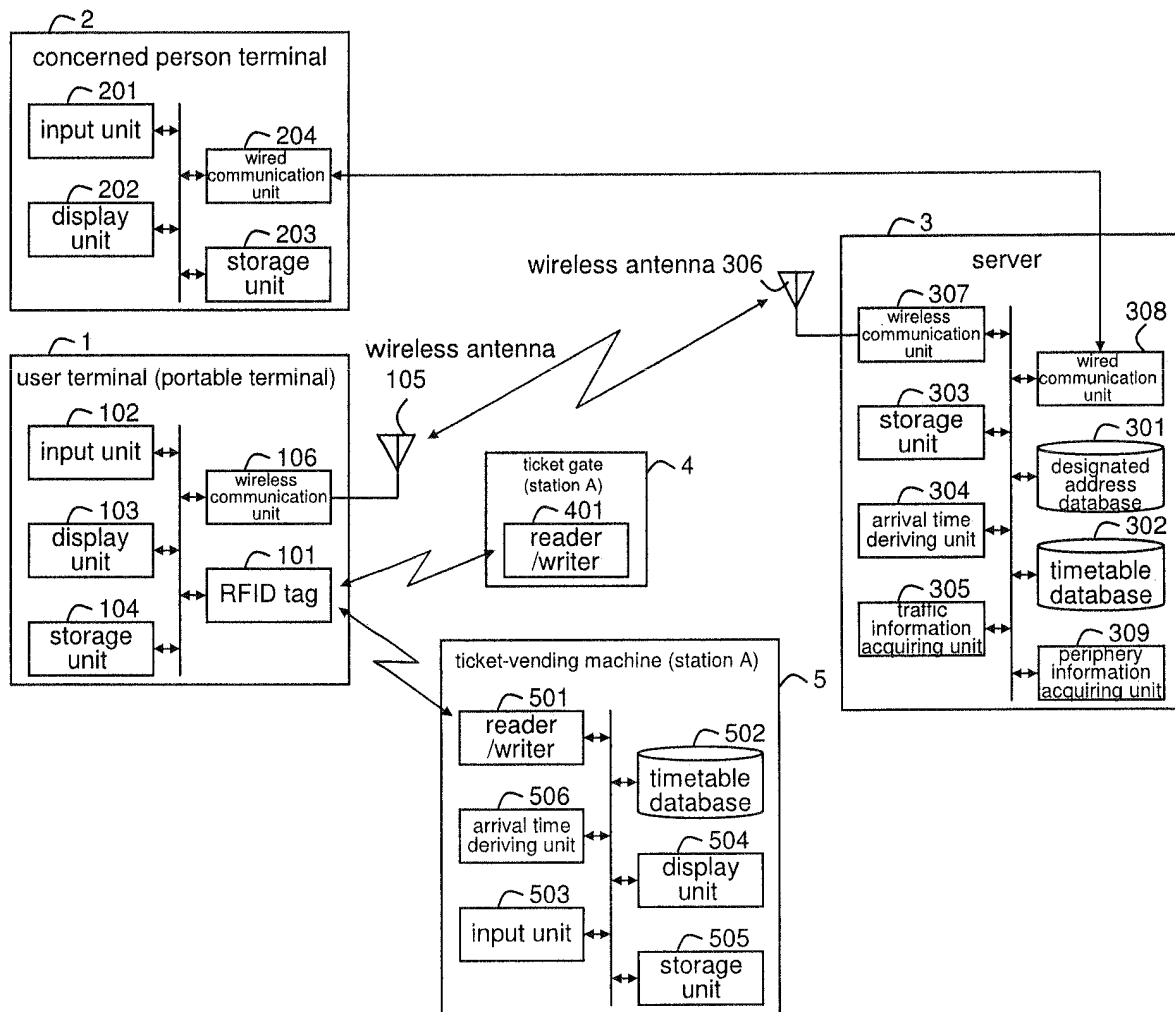 2
concerned person terminal
201
input unit
204
wired
communication
unit
202
display
unit
203
storage
unit
1
user terminal (portable terminal)
102
input unit
106
wireless
communication
unit
103
display
unit
101
RFID tag
104
storage
unit
wireless antenna
105
wireless antenna 306
ticket gate
(station A)
4
401
reader
/writer
3
server
307
wireless
communication
unit
308
wired
communication
unit
303
storage
unit
301
designated
address
database
304
arrival time
deriving unit
302
timetable
database
305
traffic
information
acquiring unit
309
periphery
information
acquiring unit
ticket-vending machine (station A)
5
501
reader
/writer
502
timetable
database
506
arrival time
deriving unit
504
display
unit
503
input unit
505
storage
unit